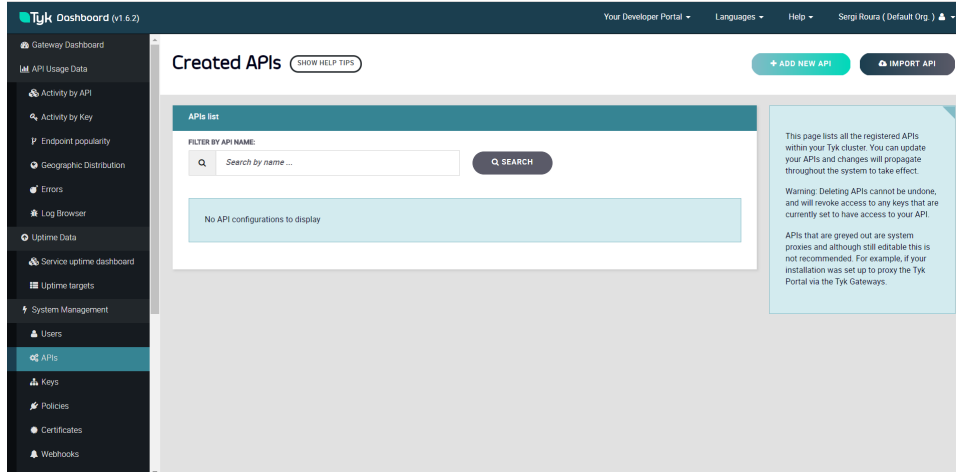 Tyk Dashboard (v1.6.2)
Your Developer Portal
Languages
Help
Sergi Roura ( Default Org. )
Gateway Dashboard
API Usage Data
Activity by API
Activity by Key
Endpoint popularity
Geographic Distribution
Errors
Log Browser
Uptime Data
Service uptime dashboard
Uptime targets
System Management
Users
APIs
Keys
Policies
Certificates
Webhooks
Created APIs
SHOW HELP TIPS
+ ADD NEW API
IMPORT API
APIs list
FILTER BY API NAME:
Search by name ...
SEARCH
No API configurations to display
This page lists all the registered APIs
within your Tyk cluster. You can update
your APIs and changes will propagate
throughout the system to take effect.
Warning: Deleting APIs cannot be undone,
and will revoke access to any keys that are
currently set to have access to your API.
APIs that are greyed out are system
proxies and although still editable this is
not recommended. For example, if your
installation was set up to proxy the Tyk
Portal via the Tyk Gateways.